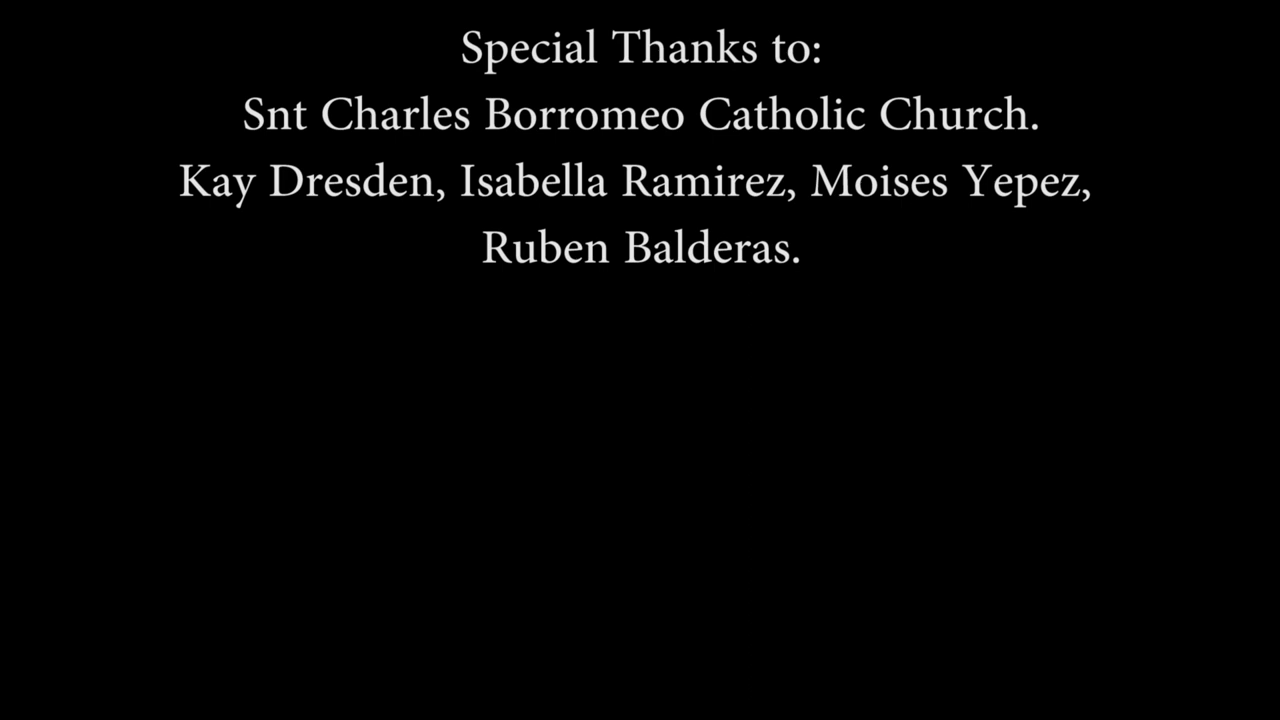 Special Thanks to:
Snt Charles Borromeo Catholic Church.
Kay Dresden, Isabella Ramirez, Moises Yepez,
Ruben Balderas.